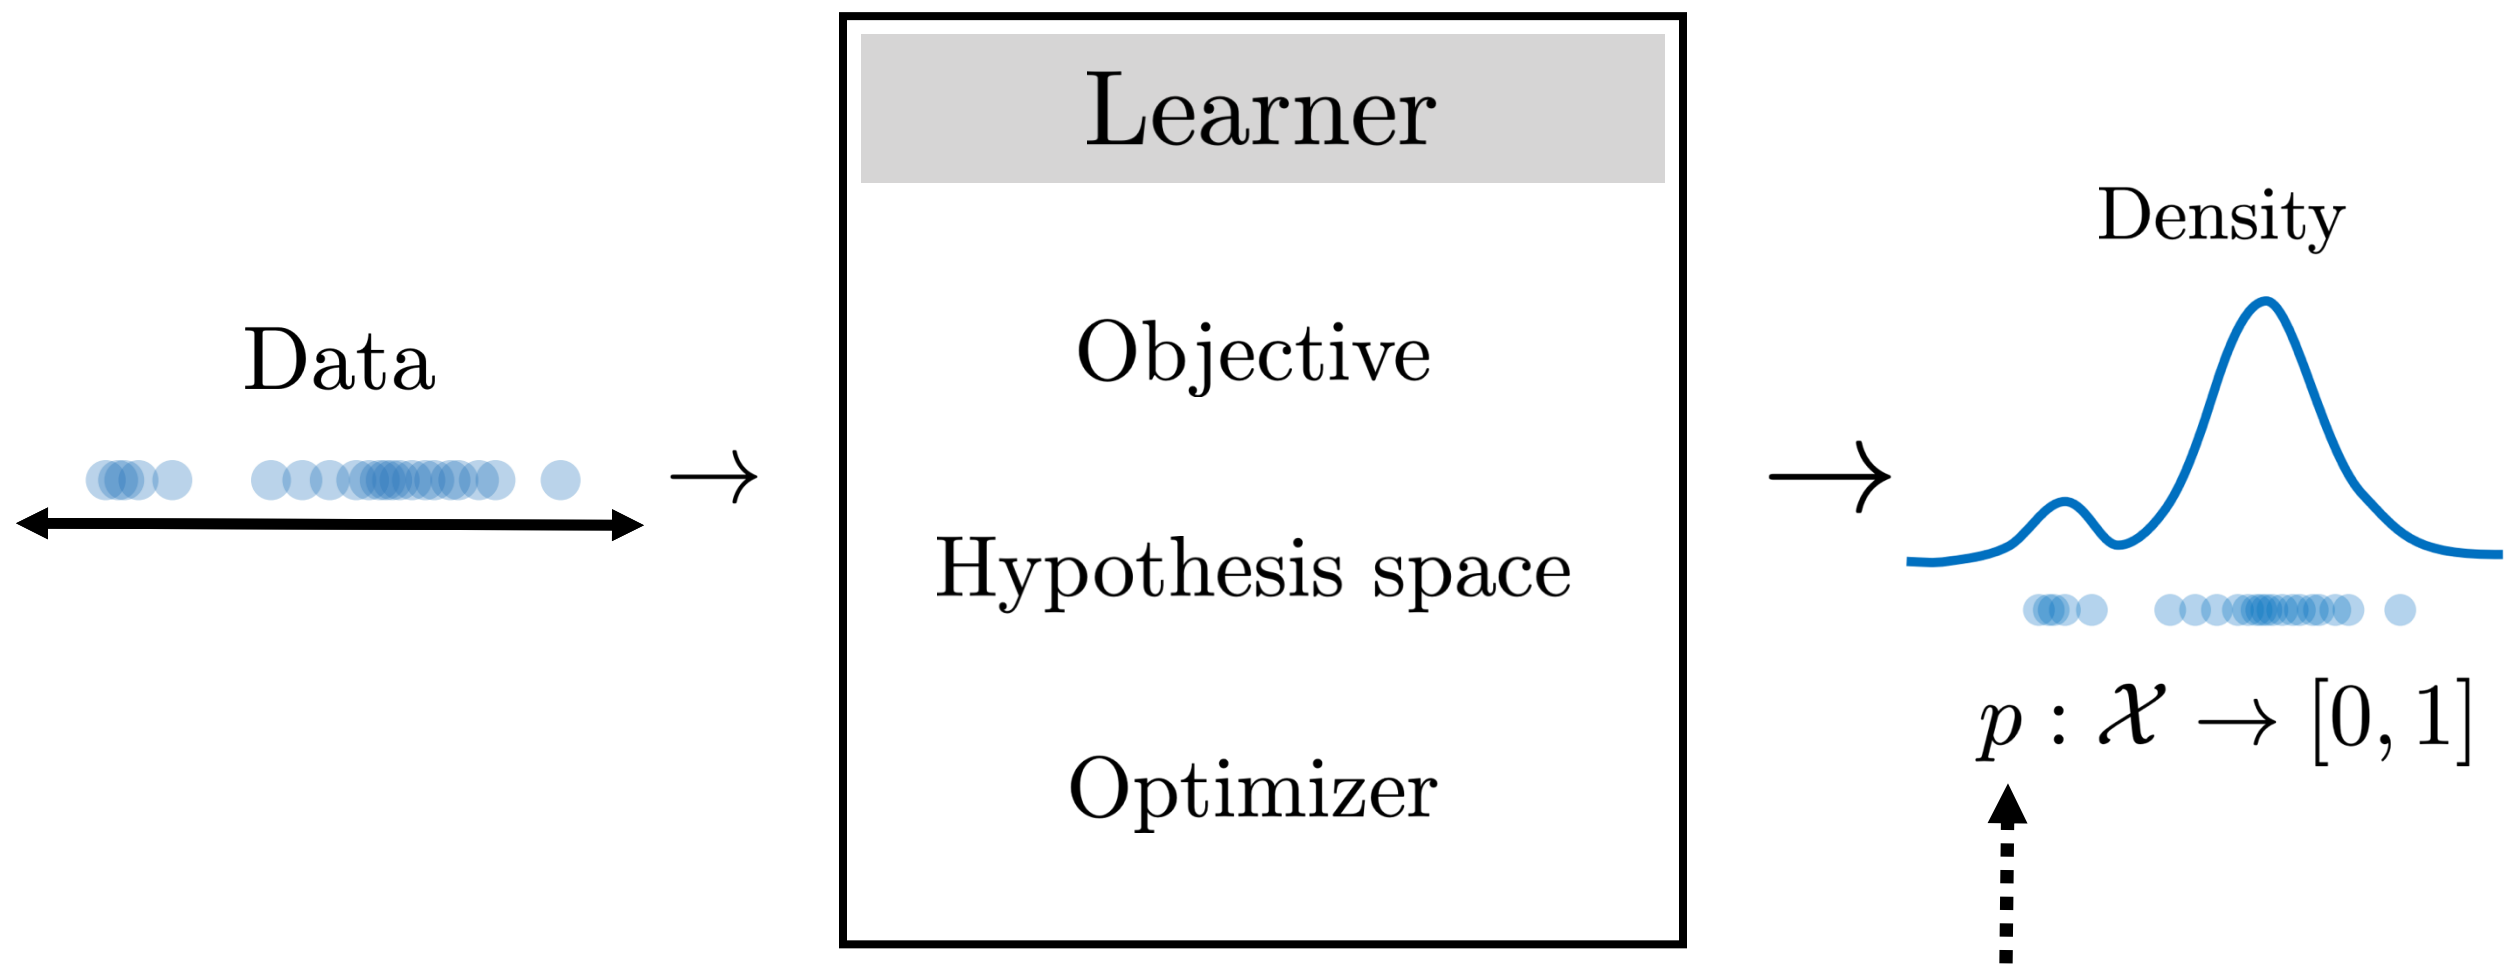 Data
→
Learner
Objective
Hypothesis space
Optimizer
→
Density
p : 𝒳 → [0, 1]